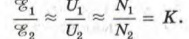 ℰ₁/ℰ₂ ≈ U₁/U₂ ≈ N₁/N₂ = K.